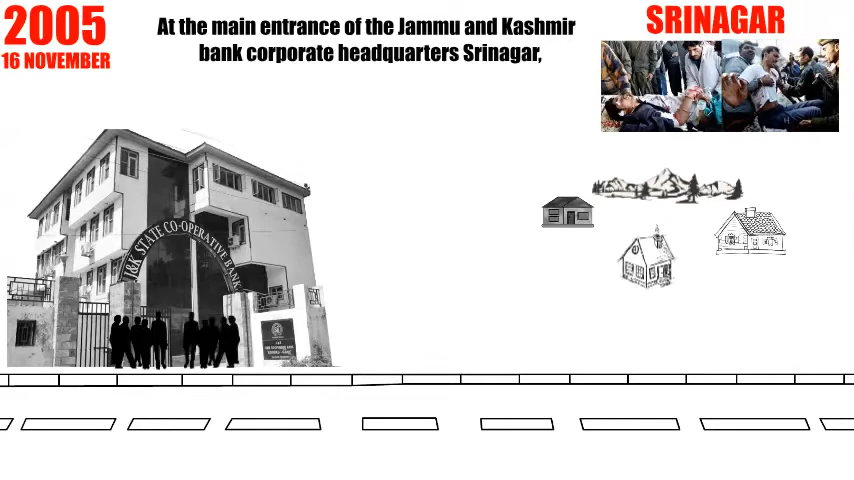 2005
16 NOVEMBER
At the main entrance of the Jammu and Kashmir
bank corporate headquarters Srinagar,
SRINAGAR
J&K STATE CO-OPERATIVE BANK